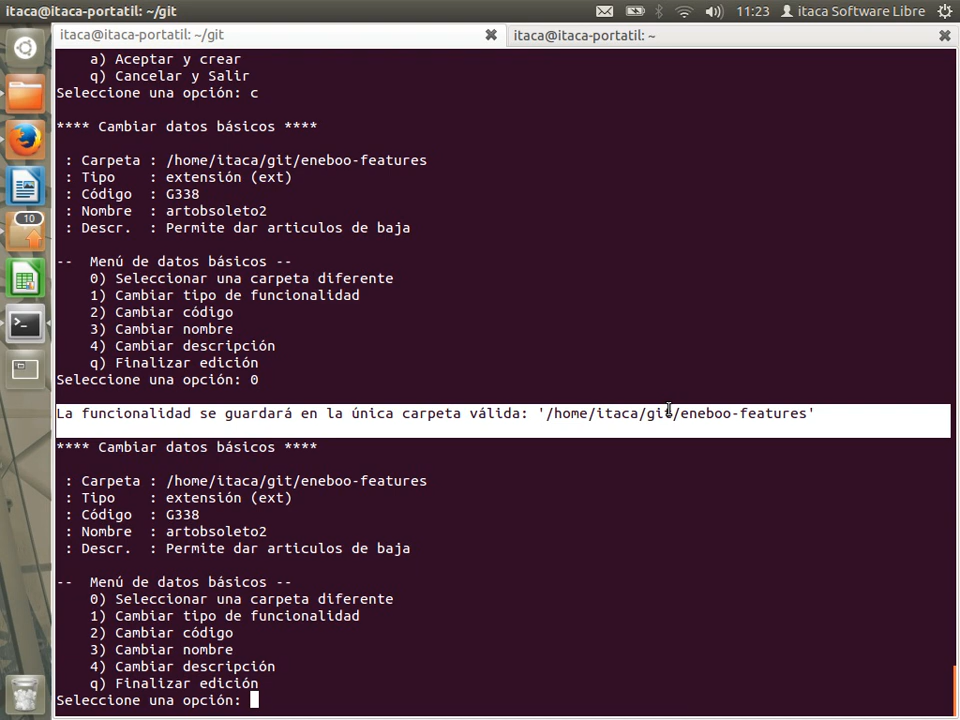 itaca@itaca-portatil: ~/git
11:23
itaca Software Libre
itaca@itaca-portatil: ~/git
itaca@itaca-portatil: ~
a) Aceptar y crear
q) Cancelar y Salir
Seleccione una opción: c
**** Cambiar datos básicos ****
: Carpeta : /home/itaca/git/eneboo-features
: Tipo    : extensión (ext)
: Código  : G338
: Nombre  : artobsoleto2
: Descr.  : Permite dar articulos de baja
--  Menú de datos básicos --
0) Seleccionar una carpeta diferente
1) Cambiar tipo de funcionalidad
2) Cambiar código
3) Cambiar nombre
4) Cambiar descripción
q) Finalizar edición
Seleccione una opción: 0
La funcionalidad se guardará en la única carpeta válida: '/home/itaca/git/eneboo-features'
**** Cambiar datos básicos ****
: Carpeta : /home/itaca/git/eneboo-features
: Tipo    : extensión (ext)
: Código  : G338
: Nombre  : artobsoleto2
: Descr.  : Permite dar articulos de baja
--  Menú de datos básicos --
0) Seleccionar una carpeta diferente
1) Cambiar tipo de funcionalidad
2) Cambiar código
3) Cambiar nombre
4) Cambiar descripción
q) Finalizar edición
Seleccione una opción:
10
>_